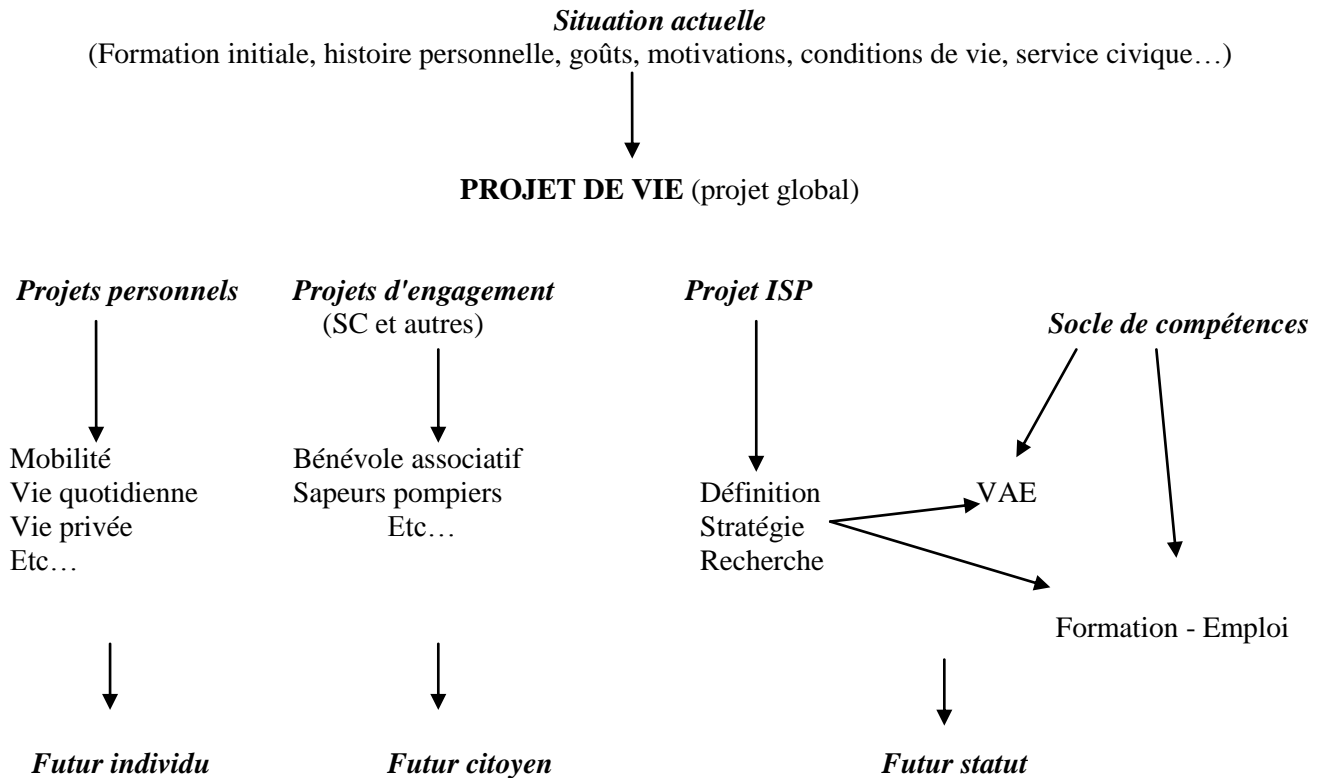 Situation actuelle
(Formation initiale, histoire personnelle, goûts, motivations, conditions de vie, service civique…)
PROJET DE VIE (projet global)
Projets personnels
Projets d'engagement
(SC et autres)
Projet ISP
Socle de compétences
Mobilité
Vie quotidienne
Vie privée
Etc…
Bénévole associatif
Sapeurs pompiers
Etc…
Définition
Stratégie
Recherche
VAE
Formation - Emploi
Futur individu
Futur citoyen
Futur statut